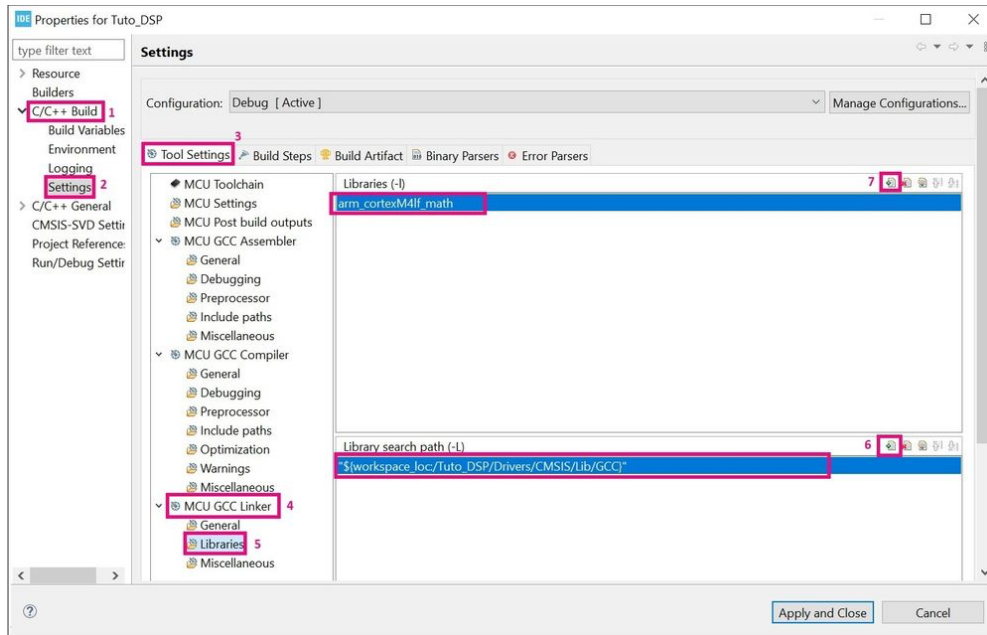 IDE Properties for Tuto_DSP
type filter text
Resource
Builders
C/C++ Build 1
Build Variables
Environment
Logging
Settings 2
C/C++ General
CMSIS-SVD Settir
Project Reference:
Run/Debug Settir
Settings
Configuration: Debug [ Active ]
Manage Configurations...
3
Tool Settings Build Steps Build Artifact Binary Parsers Error Parsers
MCU Toolchain
MCU Settings
MCU Post build outputs
MCU GCC Assembler
General
Debugging
Preprocessor
Include paths
Miscellaneous
MCU GCC Compiler
General
Debugging
Preprocessor
Include paths
Optimization
Warnings
Miscellaneous
MCU GCC Linker 4
General
Libraries 5
Miscellaneous
Libraries (-l) 7
arm_cortexM4lf_math
Library search path (-L) 6
"${workspace_loc:/Tuto_DSP/Drivers/CMSIS/Lib/GCC}"
Apply and Close
Cancel